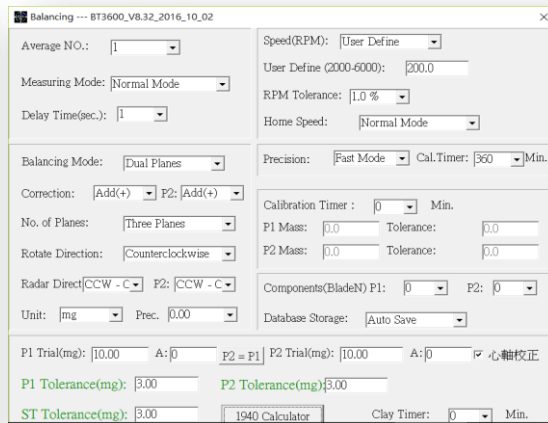 Balancing --- BT3600_V8.32_2016_10_02
Average NO.: 1
Measuring Mode: Normal Mode
Delay Time(sec.): 1
Speed(RPM): User Define
User Define (2000-6000): 200.0
RPM Tolerance: 1.0 %
Home Speed: Normal Mode
Balancing Mode: Dual Planes
Correction: Add(+) P2: Add(+)
No. of Planes: Three Planes
Rotate Direction: Counterclockwise
Radar Direct CCW - C P2: CCW - C
Unit: mg Prec. 0.00
Precision: Fast Mode Cal.Timer: 360 Min.
Calibration Timer : 0 Min.
P1 Mass: 0.0 Tolerance: 0.0
P2 Mass: 0.0 Tolerance: 0.0
Components(BladeN) P1: 0 P2: 0
Database Storage: Auto Save
P1 Trial(mg): 10.00 A: 0 P2 = P1 P2 Trial(mg): 10.00 A: 0 心軸校正
P1 Tolerance(mg): 3.00 P2 Tolerance(mg): 3.00
ST Tolerance(mg): 3.00 1940 Calculator Clay Timer: 0 Min.